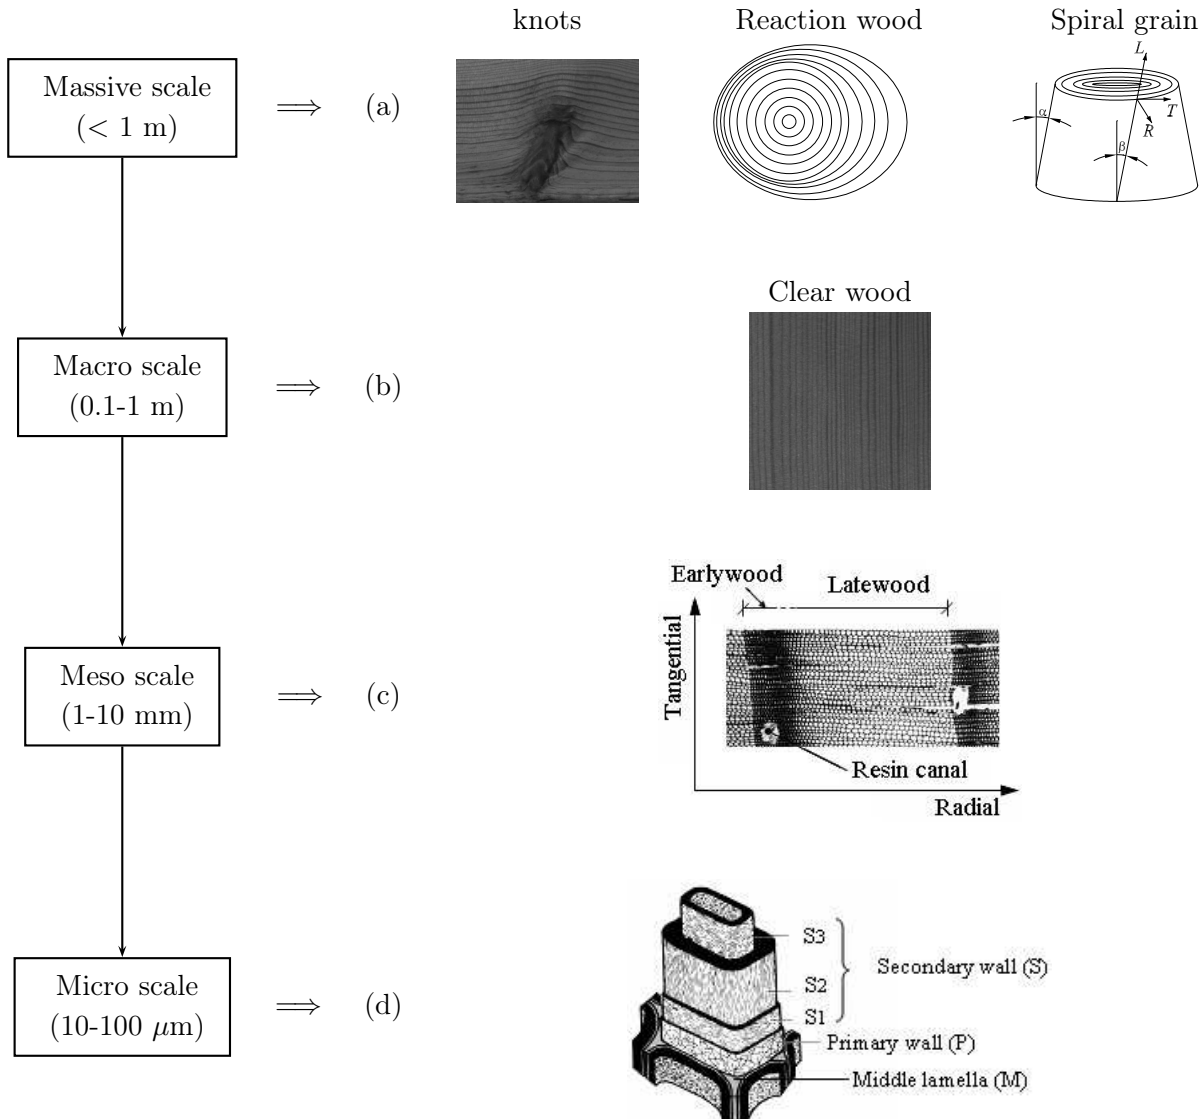 knots
Reaction wood
Spiral grain
Massive scale
(< 1 m)
⟹
(a)
L
T
R
α
β
Clear wood
Macro scale
(0.1-1 m)
⟹
(b)
Earlywood
Latewood
Tangential
Meso scale
(1-10 mm)
⟹
(c)
Resin canal
Radial
S3
Secondary wall (S)
S2
Micro scale
(10-100 μm)
⟹
(d)
S1
Primary wall (P)
Middle lamella (M)